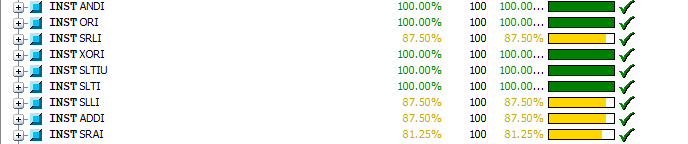 INST ANDI 100.00% 100 100.00...
INST ORI 100.00% 100 100.00...
INST SRLI 87.50% 100 87.50%
INST XORI 100.00% 100 100.00...
INST SLTIU 100.00% 100 100.00...
INST SLTI 100.00% 100 100.00...
INST SLLI 87.50% 100 87.50%
INST ADDI 87.50% 100 87.50%
INST SRAI 81.25% 100 81.25%